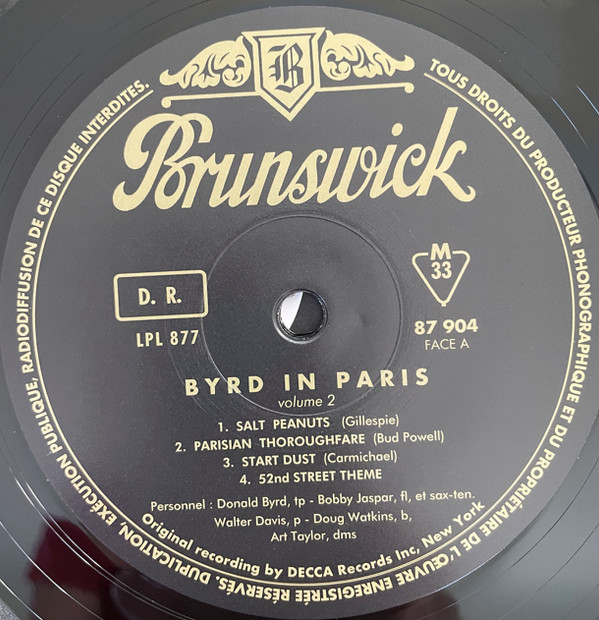 B
Brunswick
TOUS DROITS DU PRODUCTEUR PHONOGRAPHIQUE ET DU PROPRIÉTAIRE DE L'ŒUVRE ENREGISTRÉE RÉSERVÉS. DUPLICATION, EXÉCUTION PUBLIQUE, RADIODIFFUSION DE CE DISQUE INTERDITES.
D. R.
LPL 877
M
33
87 904
FACE A
BYRD IN PARIS
volume 2
1. SALT PEANUTS (Gillespie)
2. PARISIAN THOROUGHFARE (Bud Powell)
3. START DUST (Carmichael)
4. 52nd STREET THEME
Personnel : Donald Byrd, tp - Bobby Jaspar, fl, et sax-ten.
Walter Davis, p - Doug Watkins, b,
Art Taylor, dms
Original recording by DECCA Records Inc, New York